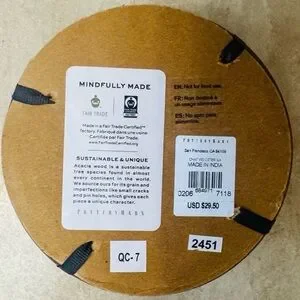 MINDFULLY MADE
FAIR TRADE
Made in a Fair Trade Certified™
factory. Fabriqué dans une usine
Certifiée par Fair Trade.
www.FairTradeCertified.org
SUSTAINABLE & UNIQUE
Acacia wood is a sustainable
tree species found in almost
every continent in the world.
We source ours for its grain and
imperfections like small cracks
and pin holes, which gives each
piece a unique character.
POTTERYBARN
EN: Not for food use.
FR: Non destiné à
un usage alimentaire.
ES: No apto para
POTTERYBARN
San Francisco, CA 94109
MADE IN INDIA
0206 7118
USD $29.50
QC-7
2451